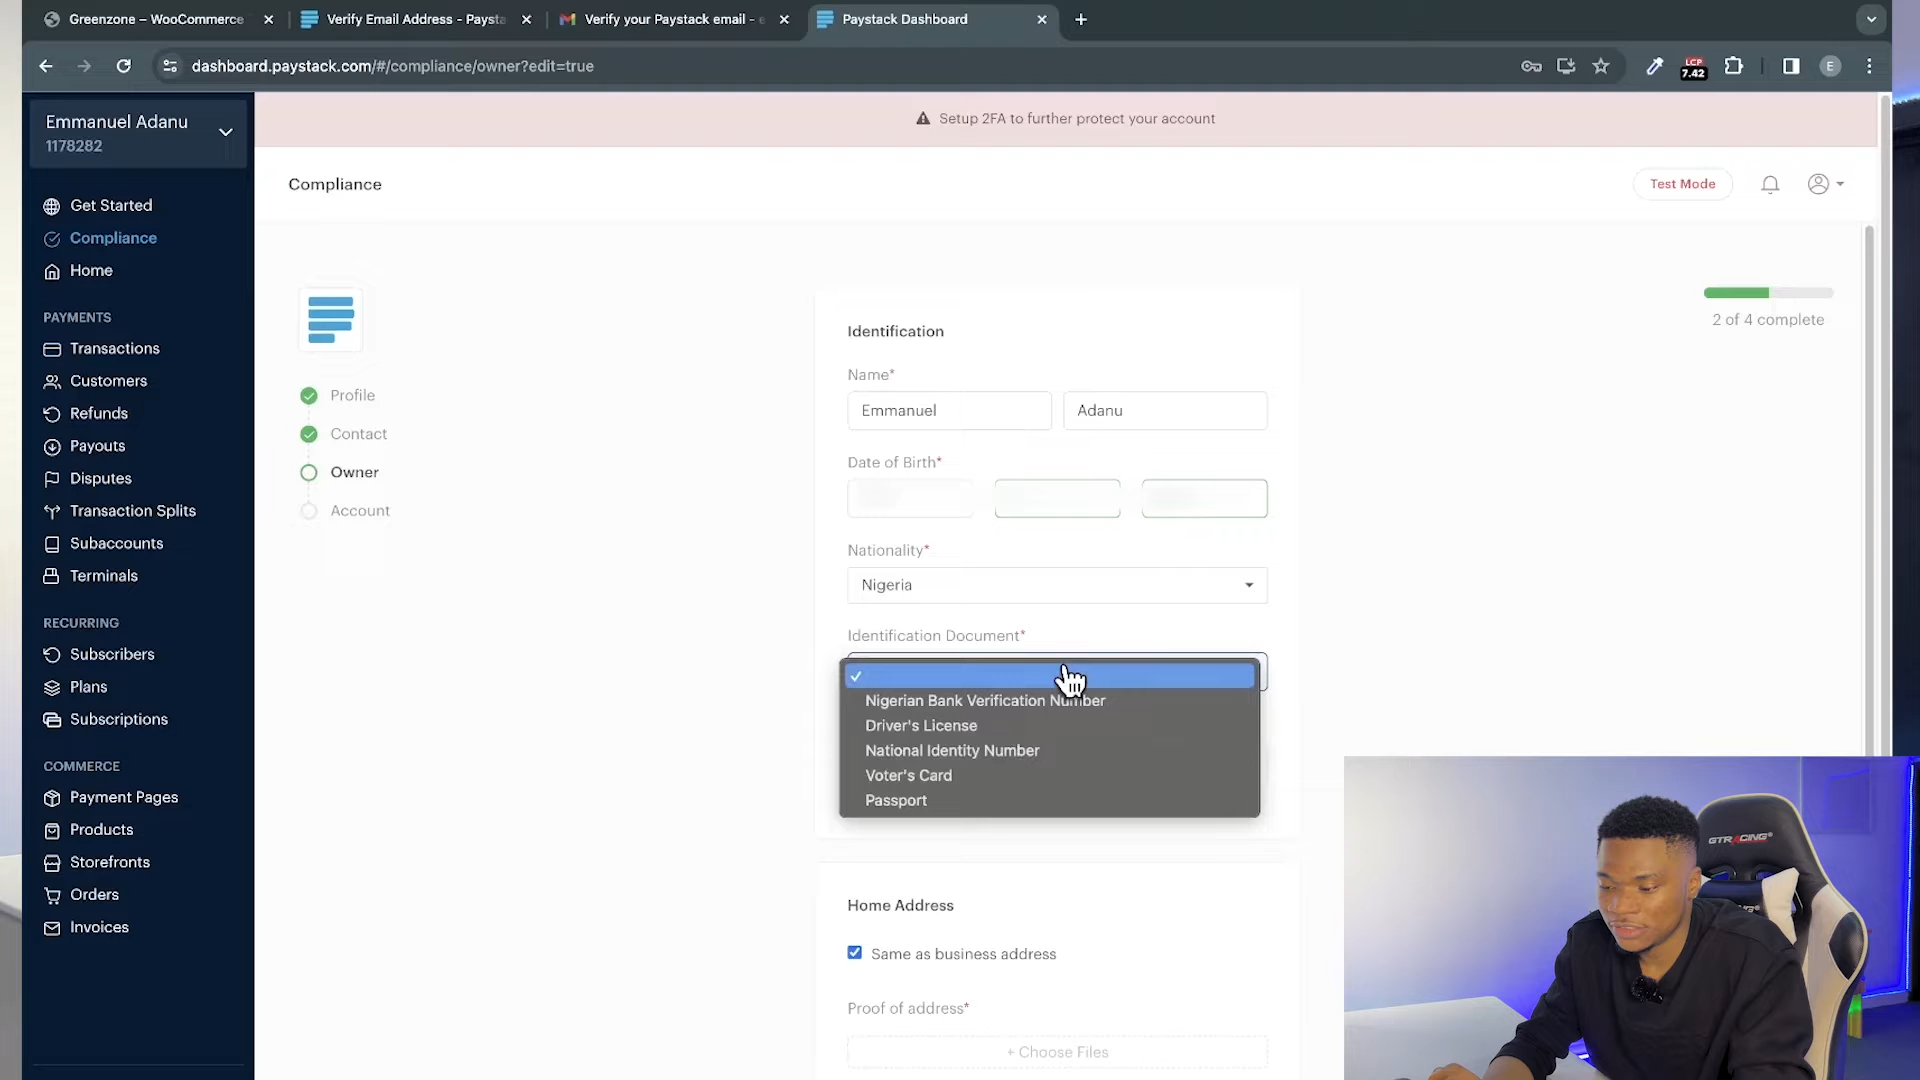 Greenzone – WooCommerce
Verify Email Address - Paysta
Verify your Paystack email - e
Paystack Dashboard
dashboard.paystack.com/#/compliance/owner?edit=true
LCP
7.42
E
Emmanuel Adanu
1178282
Setup 2FA to further protect your account
Get Started
Compliance
Home
PAYMENTS
Transactions
Customers
Refunds
Payouts
Disputes
Transaction Splits
Subaccounts
Terminals
RECURRING
Subscribers
Plans
Subscriptions
COMMERCE
Payment Pages
Products
Storefronts
Orders
Invoices
Compliance
Test Mode
2 of 4 complete
Profile
Contact
Owner
Account
Identification
Name*
Emmanuel
Adanu
Date of Birth*
Nationality*
Nigeria
Identification Document*
Nigerian Bank Verification Number
Driver's License
National Identity Number
Voter's Card
Passport
Home Address
Same as business address
Proof of address*
+ Choose Files
GTRACING